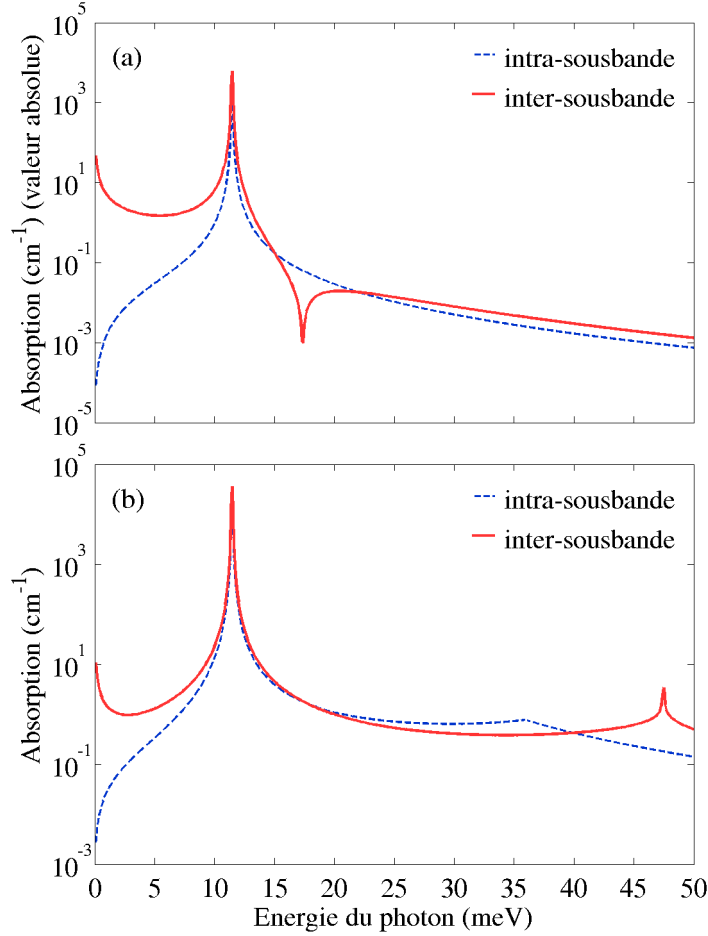 10^5
(a)
intra-sousbande
inter-sousbande
10^3
10^1
10^-1
10^-3
10^-5
Absorption (cm^-1) (valeur absolue)
10^5
(b)
intra-sousbande
inter-sousbande
10^3
10^1
10^-1
10^-3
Absorption (cm^-1)
0 5 10 15 20 25 30 35 40 45 50
Energie du photon (meV)